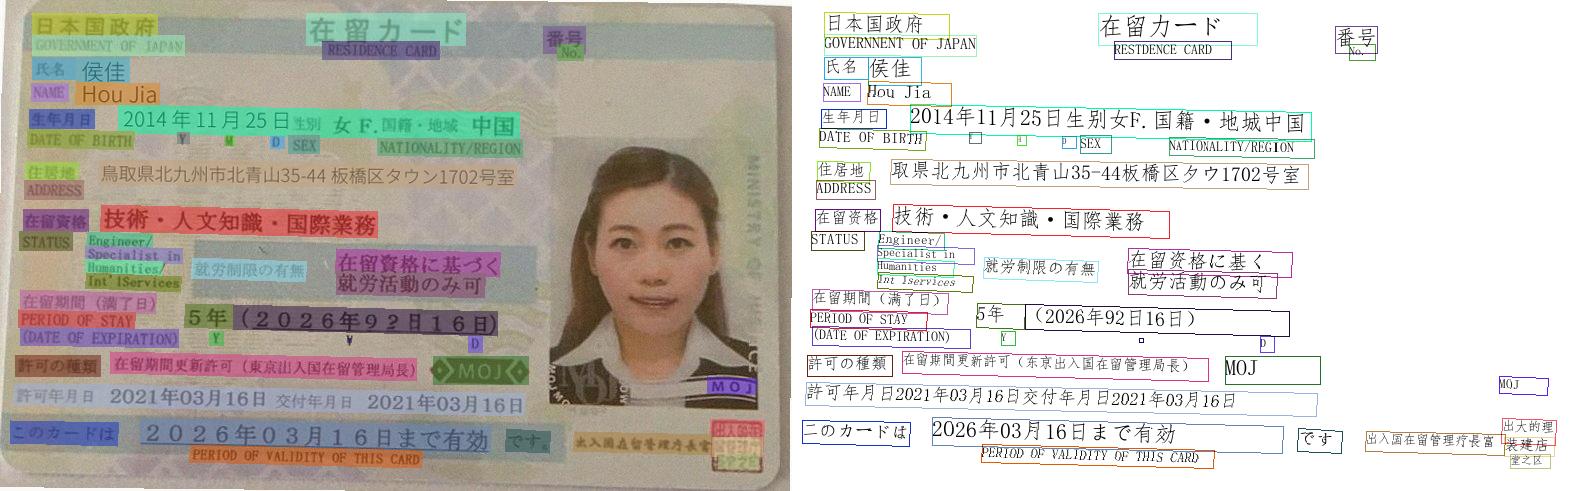 日本国政府
GOVERNMENT OF JAPAN
在留カード
RESIDENCE CARD
番号
No.
氏名 侯佳
NAME Hou Jia
生年月日 2014年11月25日 性別 女 F. 国籍・地域 中国
DATE OF BIRTH Y M D SEX NATIONALITY/REGION
住居地 鳥取県北九州市北青山35-44 板橋区タウン1702号室
ADDRESS
在留資格 技術・人文知識・国際業務
STATUS
Engineer/
Specialist in
Humanities/
Int'lServices
就労制限の有無
在留資格に基づく
就労活動のみ可
在留期間（満了日） 5年（2026年9?日16日）
PERIOD OF STAY
(DATE OF EXPIRATION) Y D
許可の種類 在留期間更新許可（東京出入国在留管理局長）
MOJ
MOJ
許可年月日 2021年03月16日 交付年月日 2021年03月16日
このカードは 2026年03月16日まで有効 です。
PERIOD OF VALIDITY OF THIS CARD
出入国在留管理庁長官
日本国政府
GOVERNNENT OF JAPAN
在留カード
RESTDENCE CARD
番号
No.
氏名 侯佳
NAME Hou Jia
生年月日 2014年11月25日生别女F.国籍・地城中国
DATE OF BIRTH SEX NATIONALITY/REGION
住居地 取県北九州市北青山35-44板橋区タウ1702号室
ADDRESS
在留資格 技術・人文知識・国際業務
STATUS
Engineer/
Specialist in
Humanities
Int lservices
就労制限の有無
在留資格に基く
就労活動のみ可
在留期間（満了日） 5年（2026年92日16日）
PERIOD OF STAY
(DATE OF EXPIRATION) Y D
許可の種類 在留期間更新許可（东京出入国在留管理局長）
MOJ
MOJ
許可年月日2021年03月16日交付年月日2021年03月16日
二のカードは 2026年03月16日まで有効 です
PERIOD OF VALIDITY OF THIS CARD
出入国在留管理庁長富
出大的理
装建店
堂之区